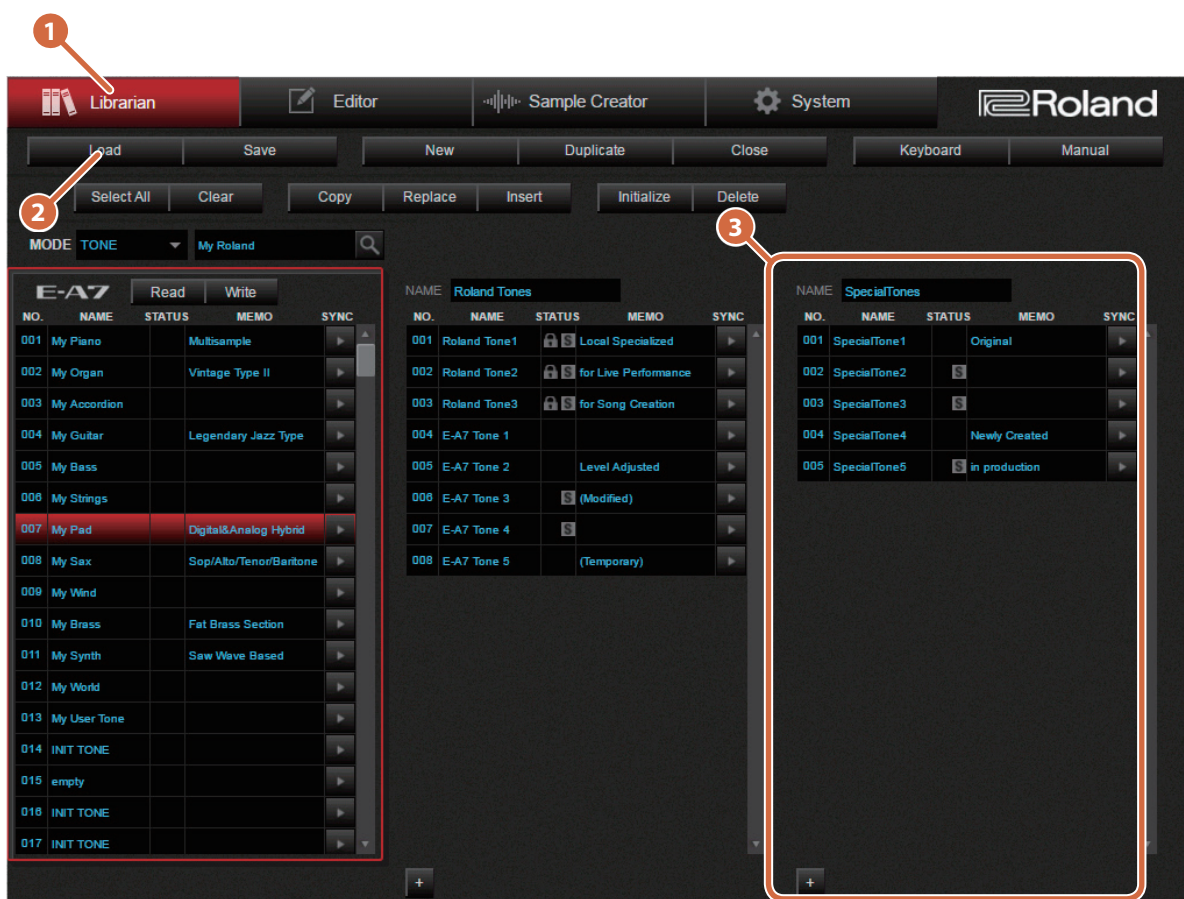 1
Librarian Editor Sample Creator System Roland
Load Save New Duplicate Close Keyboard Manual
2
Select All Clear Copy Replace Insert Initialize Delete
3
MODE TONE My Roland
E-A7 Read Write
NO. NAME STATUS MEMO SYNC
001 My Piano Multisample
002 My Organ Vintage Type II
003 My Accordion
004 My Guitar Legendary Jazz Type
005 My Bass
006 My Strings
007 My Pad Digital&Analog Hybrid
008 My Sax Sop/Alto/Tenor/Baritone
009 My Wind
010 My Brass Fat Brass Section
011 My Synth Saw Wave Based
012 My World
013 My User Tone
014 INIT TONE
015 empty
016 INIT TONE
017 INIT TONE
NAME Roland Tones
NO. NAME STATUS MEMO SYNC
001 Roland Tone1 S Local Specialized
002 Roland Tone2 S for Live Performance
003 Roland Tone3 S for Song Creation
004 E-A7 Tone 1
005 E-A7 Tone 2 Level Adjusted
006 E-A7 Tone 3 S (Modified)
007 E-A7 Tone 4 S
008 E-A7 Tone 5 (Temporary)
+
NAME SpecialTones
NO. NAME STATUS MEMO SYNC
001 SpecialTone1 Original
002 SpecialTone2 S
003 SpecialTone3 S
004 SpecialTone4 Newly Created
005 SpecialTone5 S in production
+